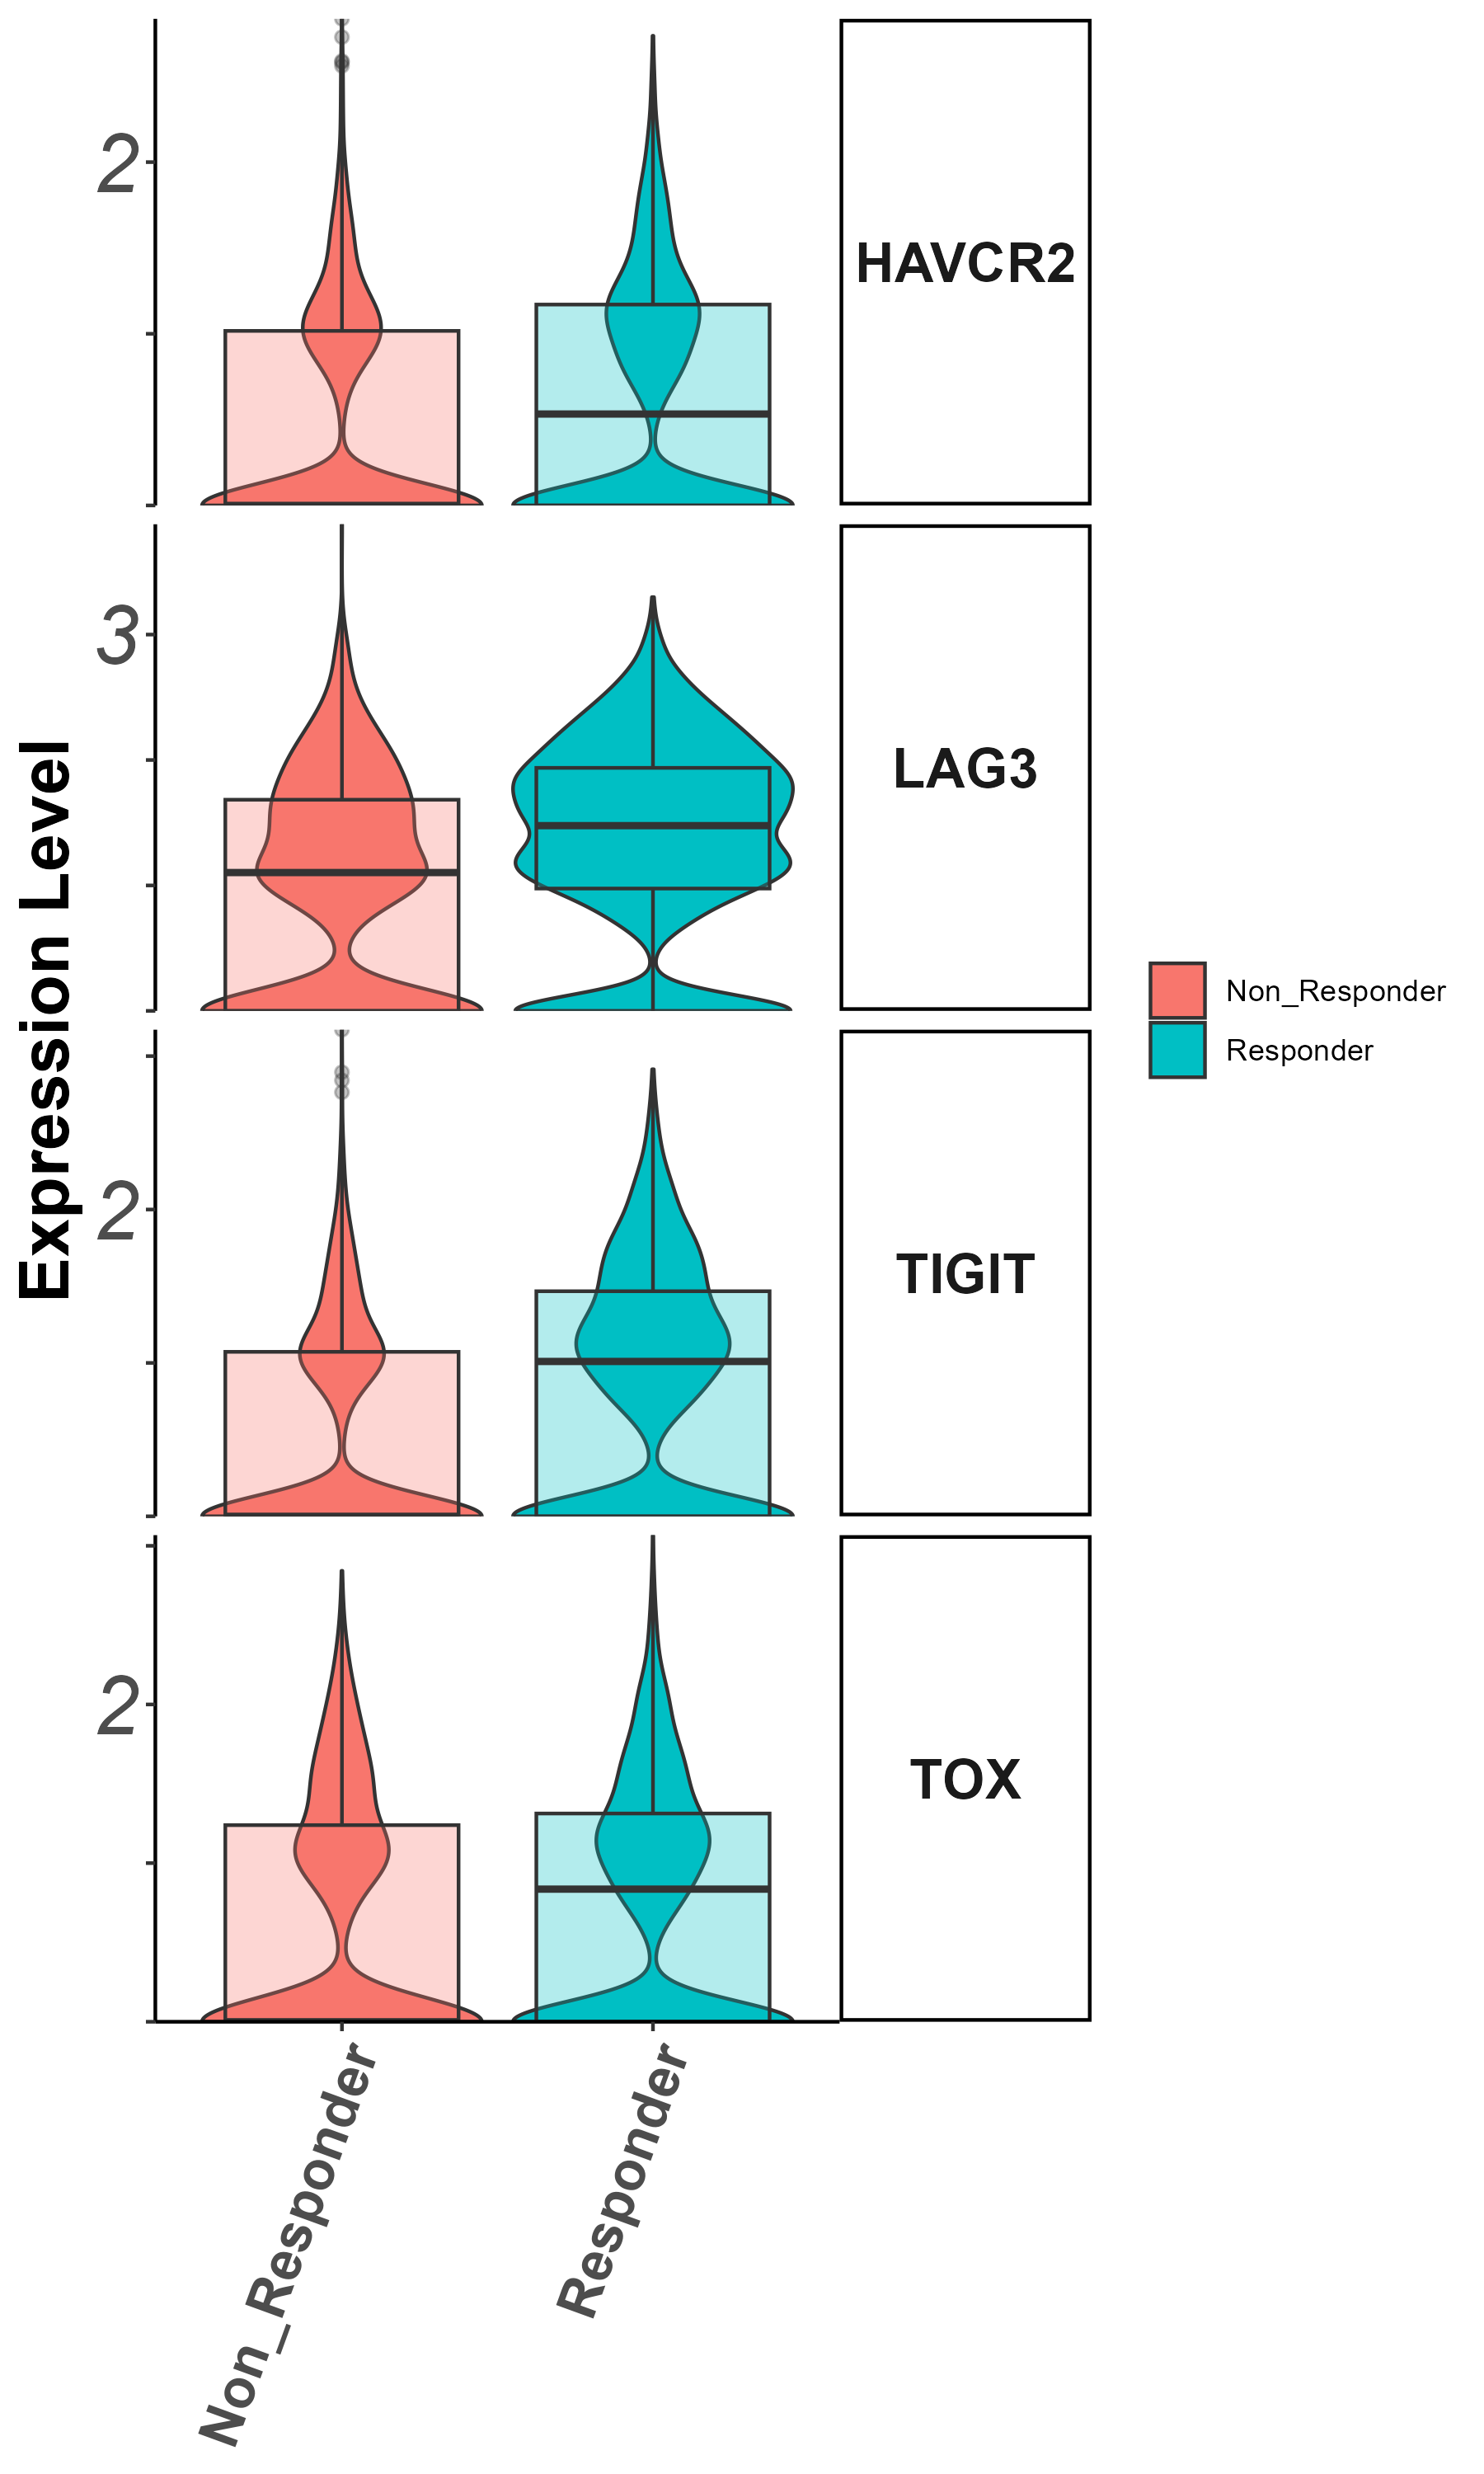 Expression Level
2
HAVCR2
3
LAG3
2
TIGIT
2
TOX
Non_Responder
Responder
Non_Responder
Responder